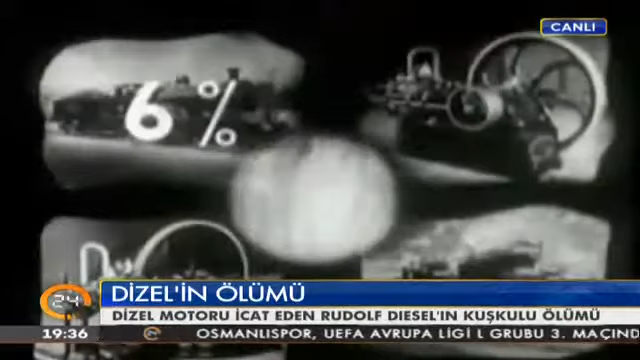 CANLI
6 %
DİZEL'İN ÖLÜMÜ
24
DİZEL MOTORU İCAT EDEN RUDOLF DIESEL'IN KUŞKULU ÖLÜMÜ
19:36
OSMANLISPOR, UEFA AVRUPA LİGİ L GRUBU 3. MAÇIND